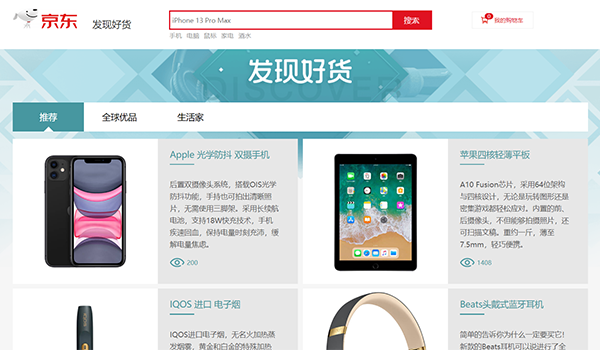 京东
发现好货
iPhone 13 Pro Max
搜索
0
我的购物车
手机 电脑 鼠标 家电 酒水
发现好货
DISCOVER
推荐
全球优品
生活家
Apple 光学防抖 双摄手机
后置双摄像头系统，搭载OIS光学
防抖功能，手持也可拍出清晰照
片，无需使用三脚架。采用长续航
电池，支持18W快充技术，手机
疾速回血，保持电量时刻充沛，缓
解电量焦虑。
200
苹果四核轻薄平板
A10 Fusion芯片，采用64位架构
与四核设计，无论是玩转图形还是
密集游戏都轻松应对。内置的前、
后摄像头，不但能够拍摄照片，还
可扫描文稿。重约一斤，薄至
7.5mm，轻巧便携。
1408
IQOS 进口 电子烟
IQOS进口电子烟，无名火加热蒸
发烟雾，黄金和白金的特殊加热
Beats头戴式蓝牙耳机
简单的告诉你为什么一定要买它！
新款的Beats耳机可以说进行了全